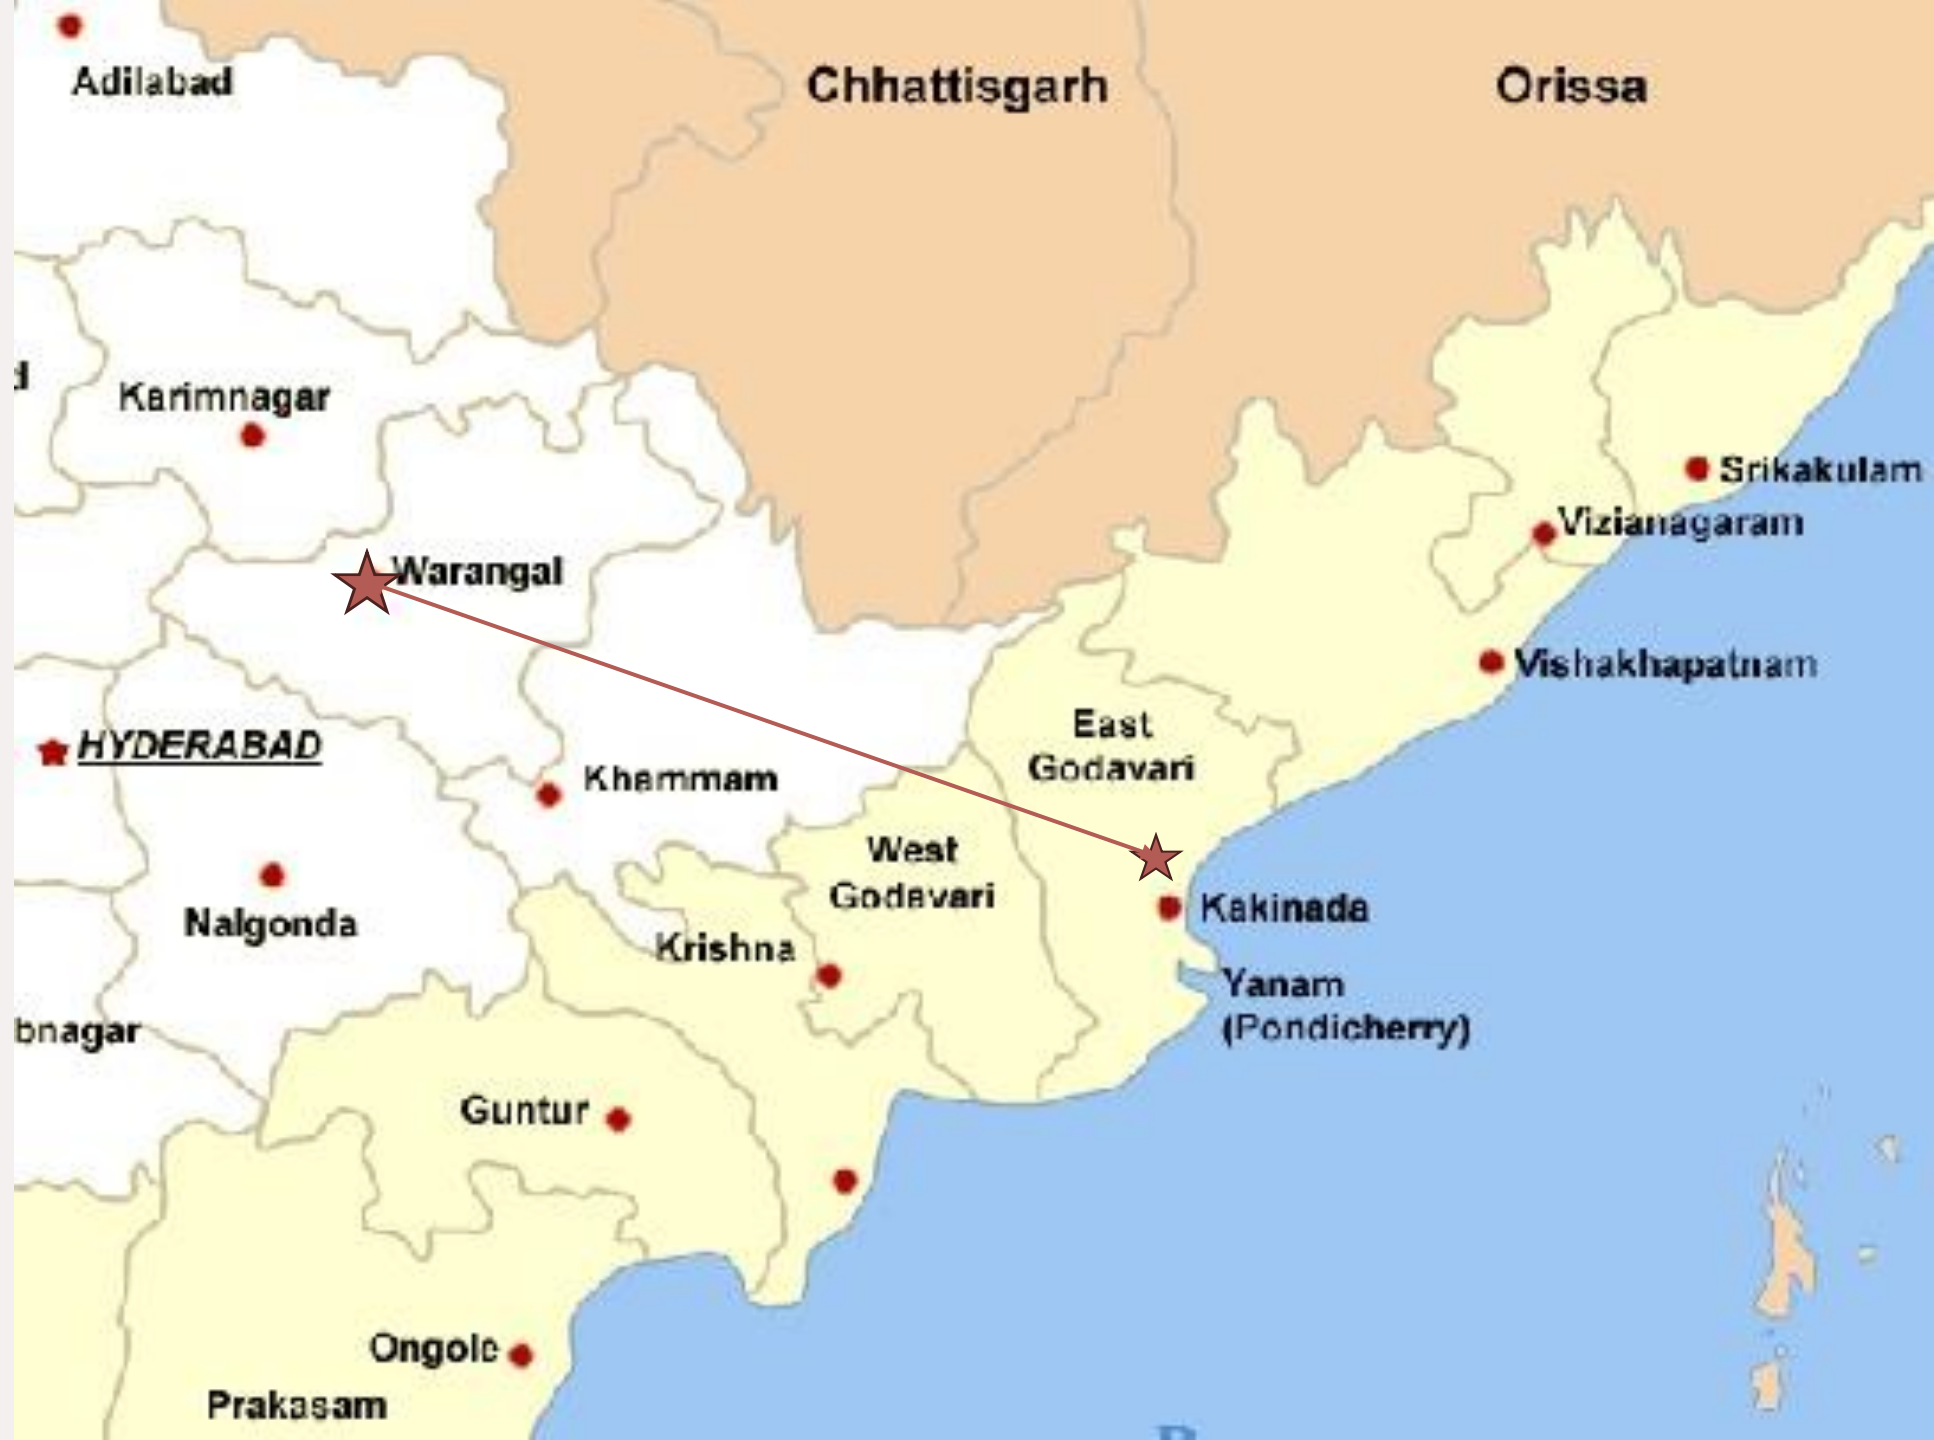 Adilabad
Chhattisgarh
Orissa
d
Karimnagar
Srikakulam
Vizianagaram
Warangal
Vishakhapatnam
HYDERABAD
East
Godavari
Khammam
West
Godavari
Kakinada
Nalgonda
Krishna
Yanam
(Pondicherry)
bnagar
Guntur
Ongole
Prakasam
B